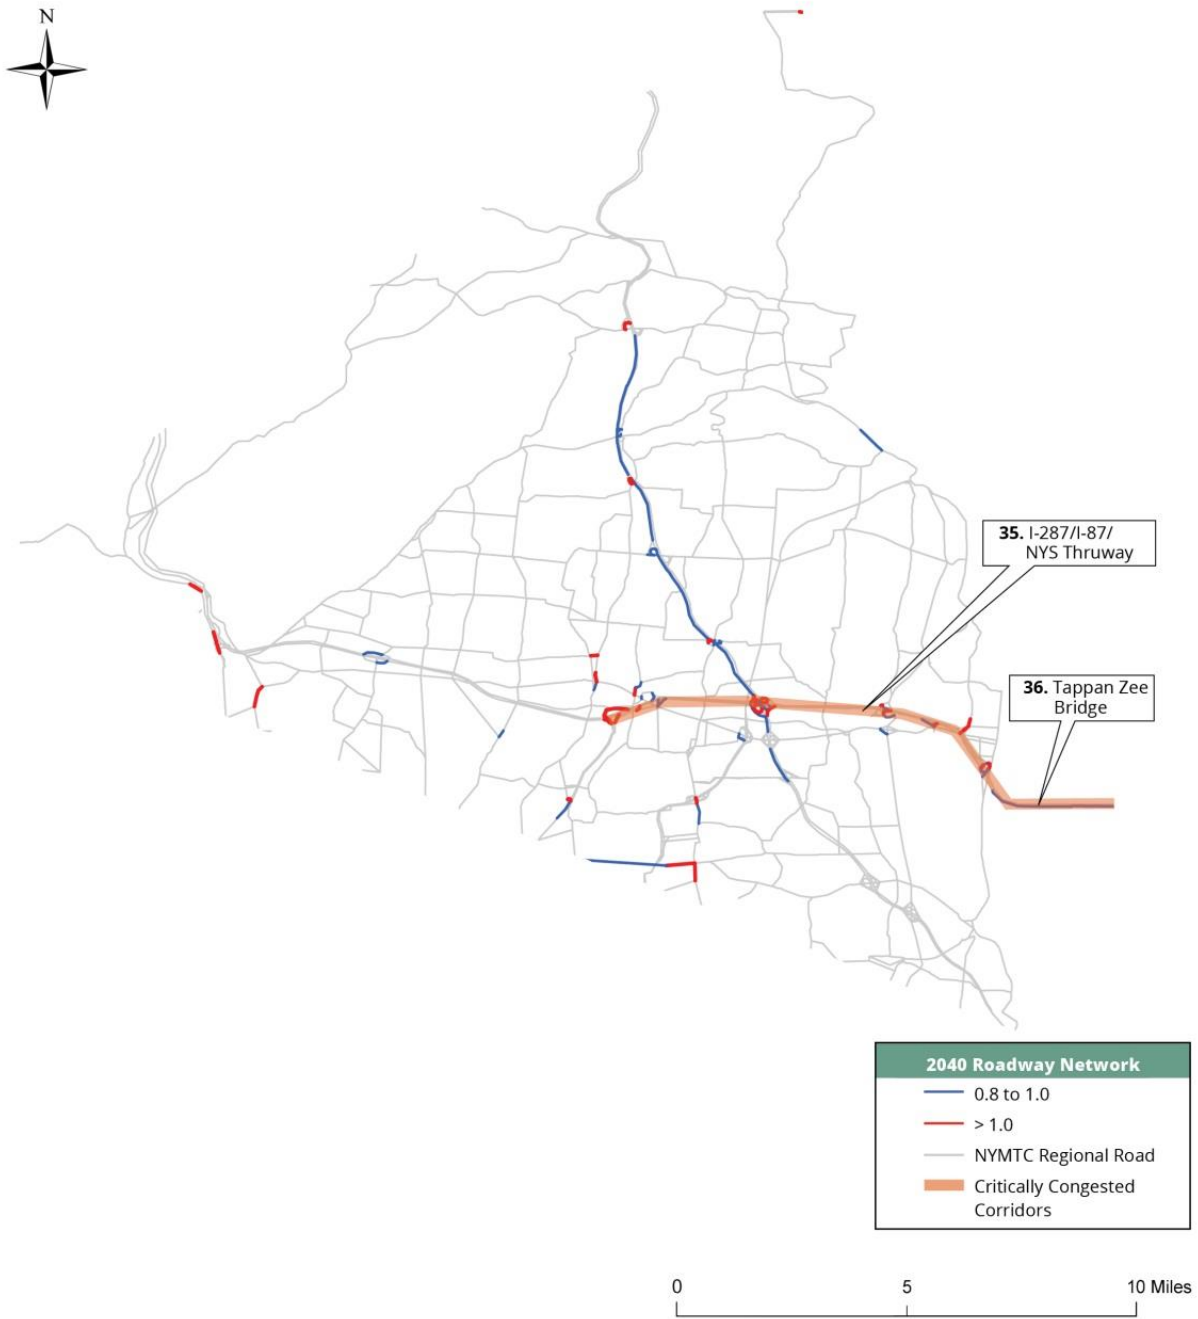 N
35. I-287/I-87/
NYS Thruway
36. Tappan Zee
Bridge
2040 Roadway Network
0.8 to 1.0
> 1.0
NYMTC Regional Road
Critically Congested
Corridors
0 5 10 Miles